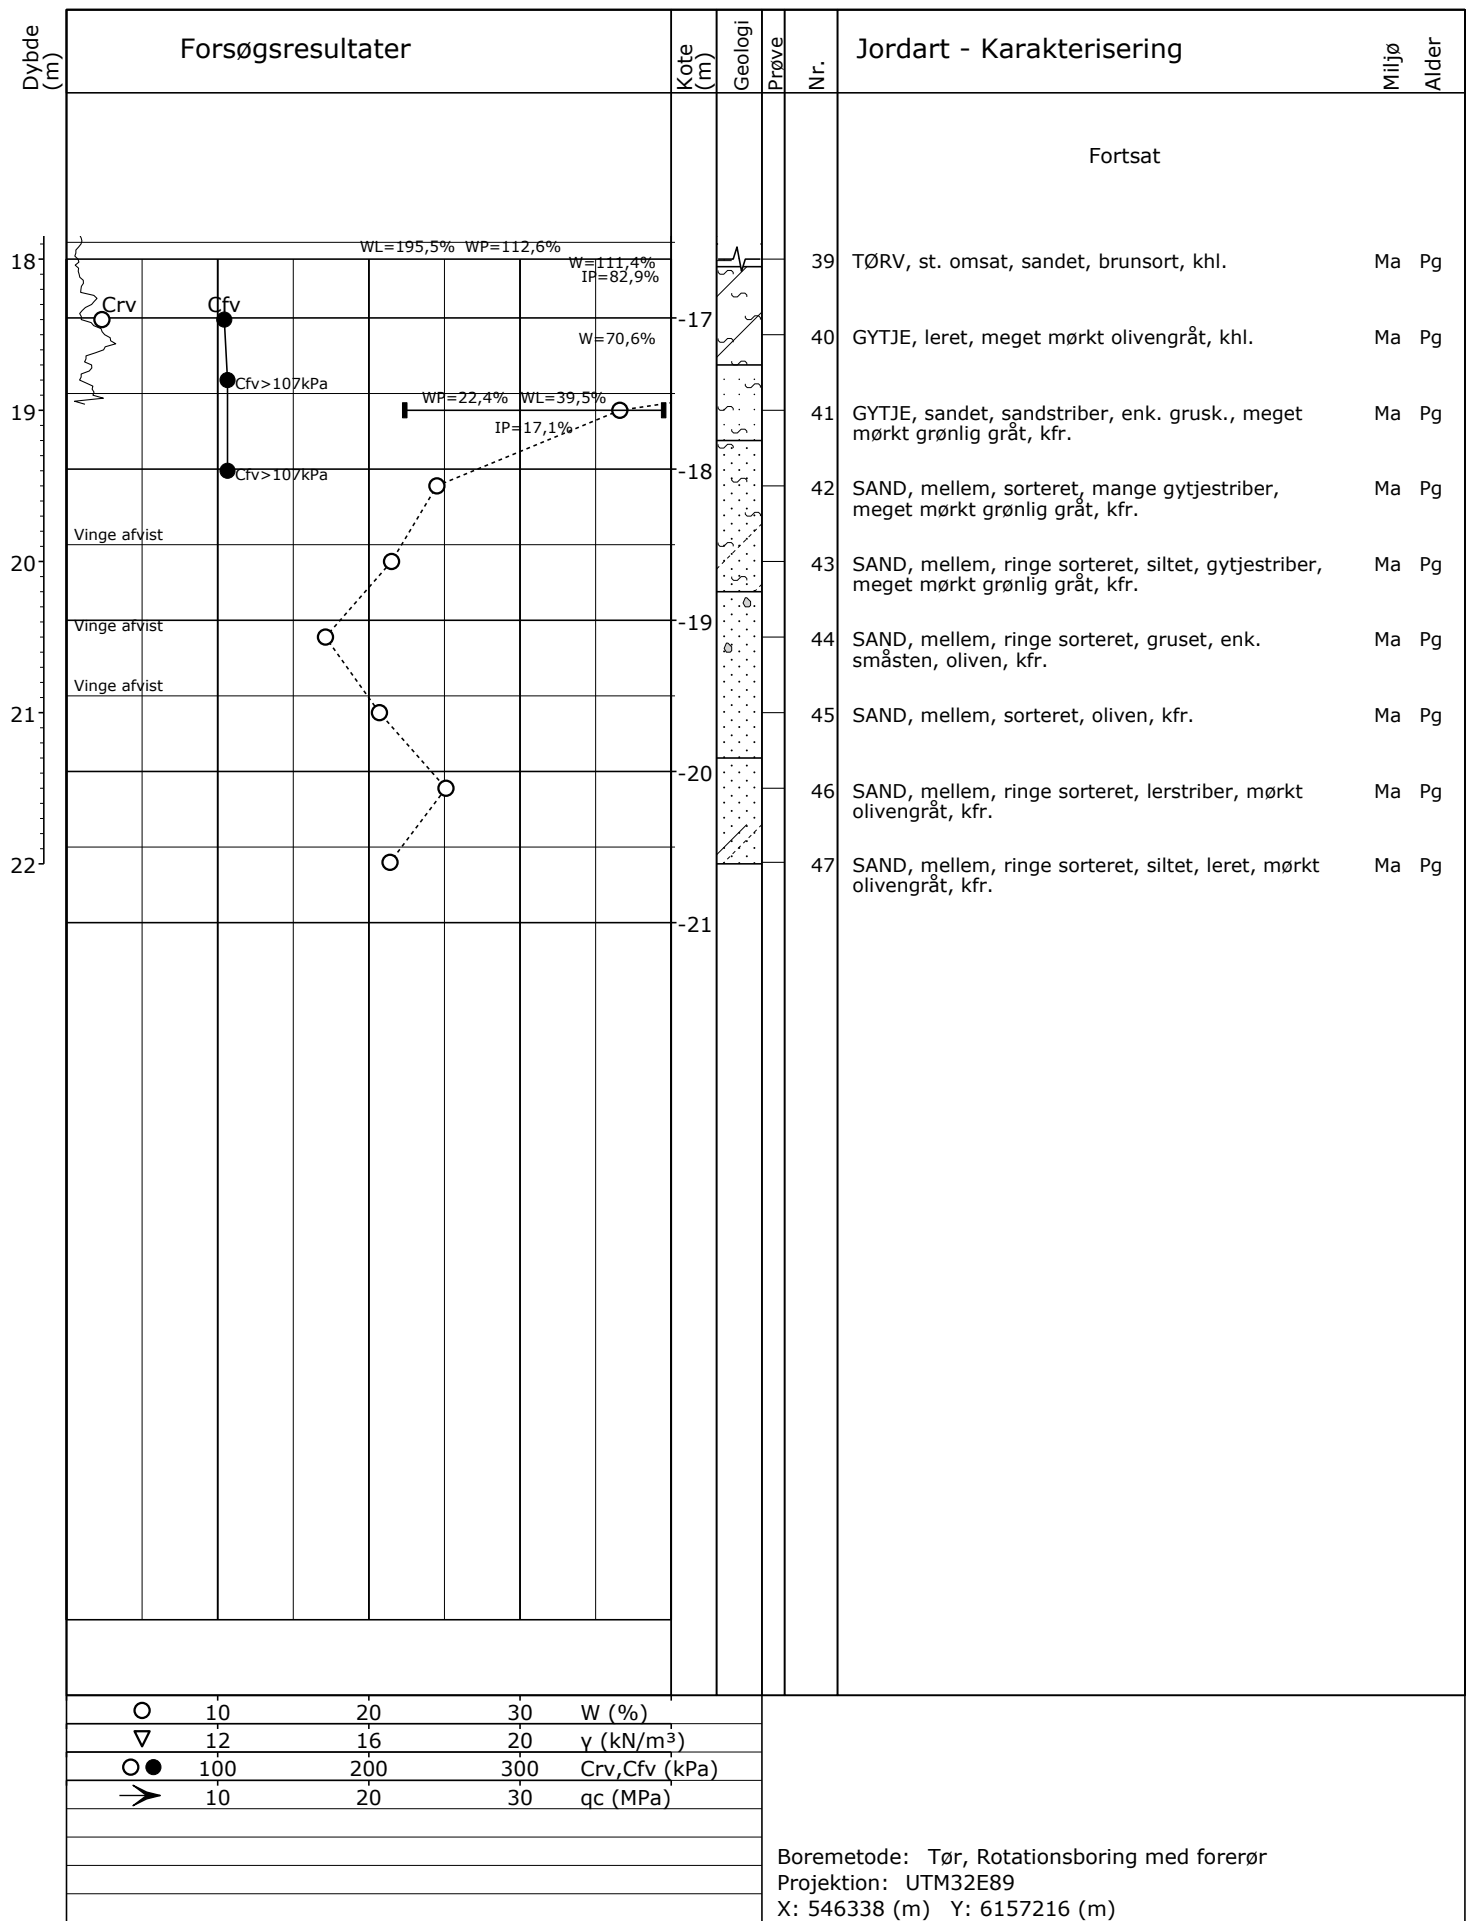 Dybde
(m)
Forsøgsresultater
Kote
(m)
Geologi
Prøve
Nr.
Jordart - Karakterisering
Miljø
Alder
Fortsat
WL=195,5% WP=112,6%
W=111,4%
IP=82,9%
18
39 TØRV, st. omsat, sandet, brunsort, khl. Ma Pg
Crv Cfv
-17
W=70,6%
40 GYTJE, leret, meget mørkt olivengråt, khl. Ma Pg
Cfv>107kPa
WP=22,4% WL=39,5%
19
41 GYTJE, sandet, sandstriber, enk. grusk., meget Ma Pg
mørkt grønlig gråt, kfr.
IP=17,1%
-18
Cfv>107kPa
42 SAND, mellem, sorteret, mange gytjestriber, Ma Pg
meget mørkt grønlig gråt, kfr.
Vinge afvist
20
43 SAND, mellem, ringe sorteret, siltet, gytjestriber, Ma Pg
meget mørkt grønlig gråt, kfr.
-19
Vinge afvist
44 SAND, mellem, ringe sorteret, gruset, enk. Ma Pg
småsten, oliven, kfr.
Vinge afvist
21
45 SAND, mellem, sorteret, oliven, kfr. Ma Pg
-20
46 SAND, mellem, ringe sorteret, lerstriber, mørkt Ma Pg
olivengråt, kfr.
22
47 SAND, mellem, ringe sorteret, siltet, leret, mørkt Ma Pg
olivengråt, kfr.
-21
10 20 30 W (%)
12 16 20 γ (kN/m³)
100 200 300 Crv,Cfv (kPa)
10 20 30 qc (MPa)
Boremetode: Tør, Rotationsboring med forerør
Projektion: UTM32E89
X: 546338 (m) Y: 6157216 (m)